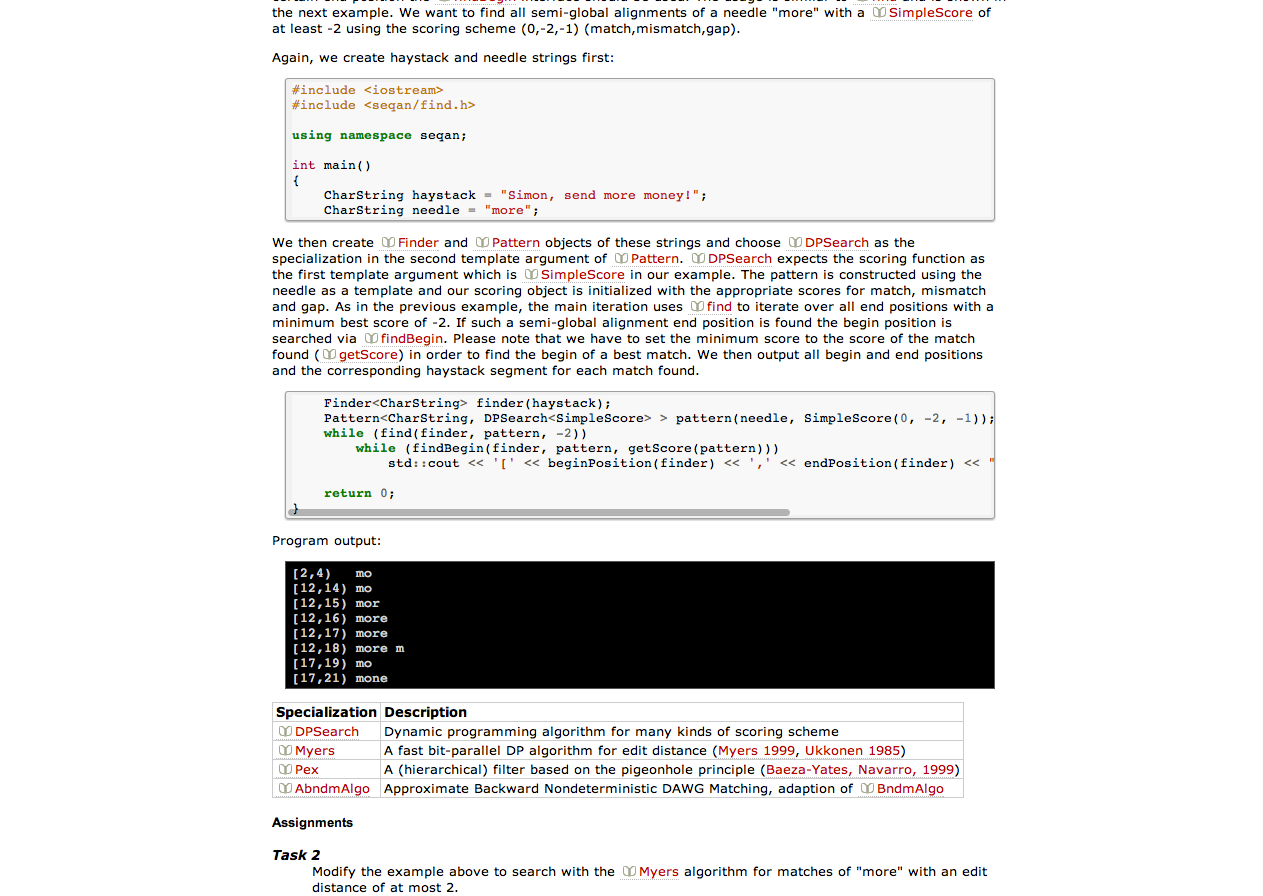 the next example. We want to find all semi-global alignments of a needle "more" with a SimpleScore of
at least -2 using the scoring scheme (0,-2,-1) (match,mismatch,gap).
Again, we create haystack and needle strings first:
#include <iostream>
#include <seqan/find.h>
using namespace seqan;
int main()
{
CharString haystack = "Simon, send more money!";
CharString needle = "more";
We then create Finder and Pattern objects of these strings and choose DPSearch as the
specialization in the second template argument of Pattern. DPSearch expects the scoring function as
the first template argument which is SimpleScore in our example. The pattern is constructed using the
needle as a template and our scoring object is initialized with the appropriate scores for match, mismatch
and gap. As in the previous example, the main iteration uses find to iterate over all end positions with a
minimum best score of -2. If such a semi-global alignment end position is found the begin position is
searched via findBegin. Please note that we have to set the minimum score to the score of the match
found ( getScore) in order to find the begin of a best match. We then output all begin and end positions
and the corresponding haystack segment for each match found.
Finder<CharString> finder(haystack);
Pattern<CharString, DPSearch<SimpleScore> > pattern(needle, SimpleScore(0, -2, -1));
while (find(finder, pattern, -2))
while (findBegin(finder, pattern, getScore(pattern)))
std::cout << '[' << beginPosition(finder) << ',' << endPosition(finder) << "
return 0;
}
Program output:
[2,4) mo
[12,14) mo
[12,15) mor
[12,16) more
[12,17) more
[12,18) more m
[17,19) mo
[17,21) mone
Specialization Description
DPSearch Dynamic programming algorithm for many kinds of scoring scheme
Myers A fast bit-parallel DP algorithm for edit distance (Myers 1999, Ukkonen 1985)
Pex A (hierarchical) filter based on the pigeonhole principle (Baeza-Yates, Navarro, 1999)
AbndmAlgo Approximate Backward Nondeterministic DAWG Matching, adaption of BndmAlgo
Assignments
Task 2
Modify the example above to search with the Myers algorithm for matches of "more" with an edit
distance of at most 2.